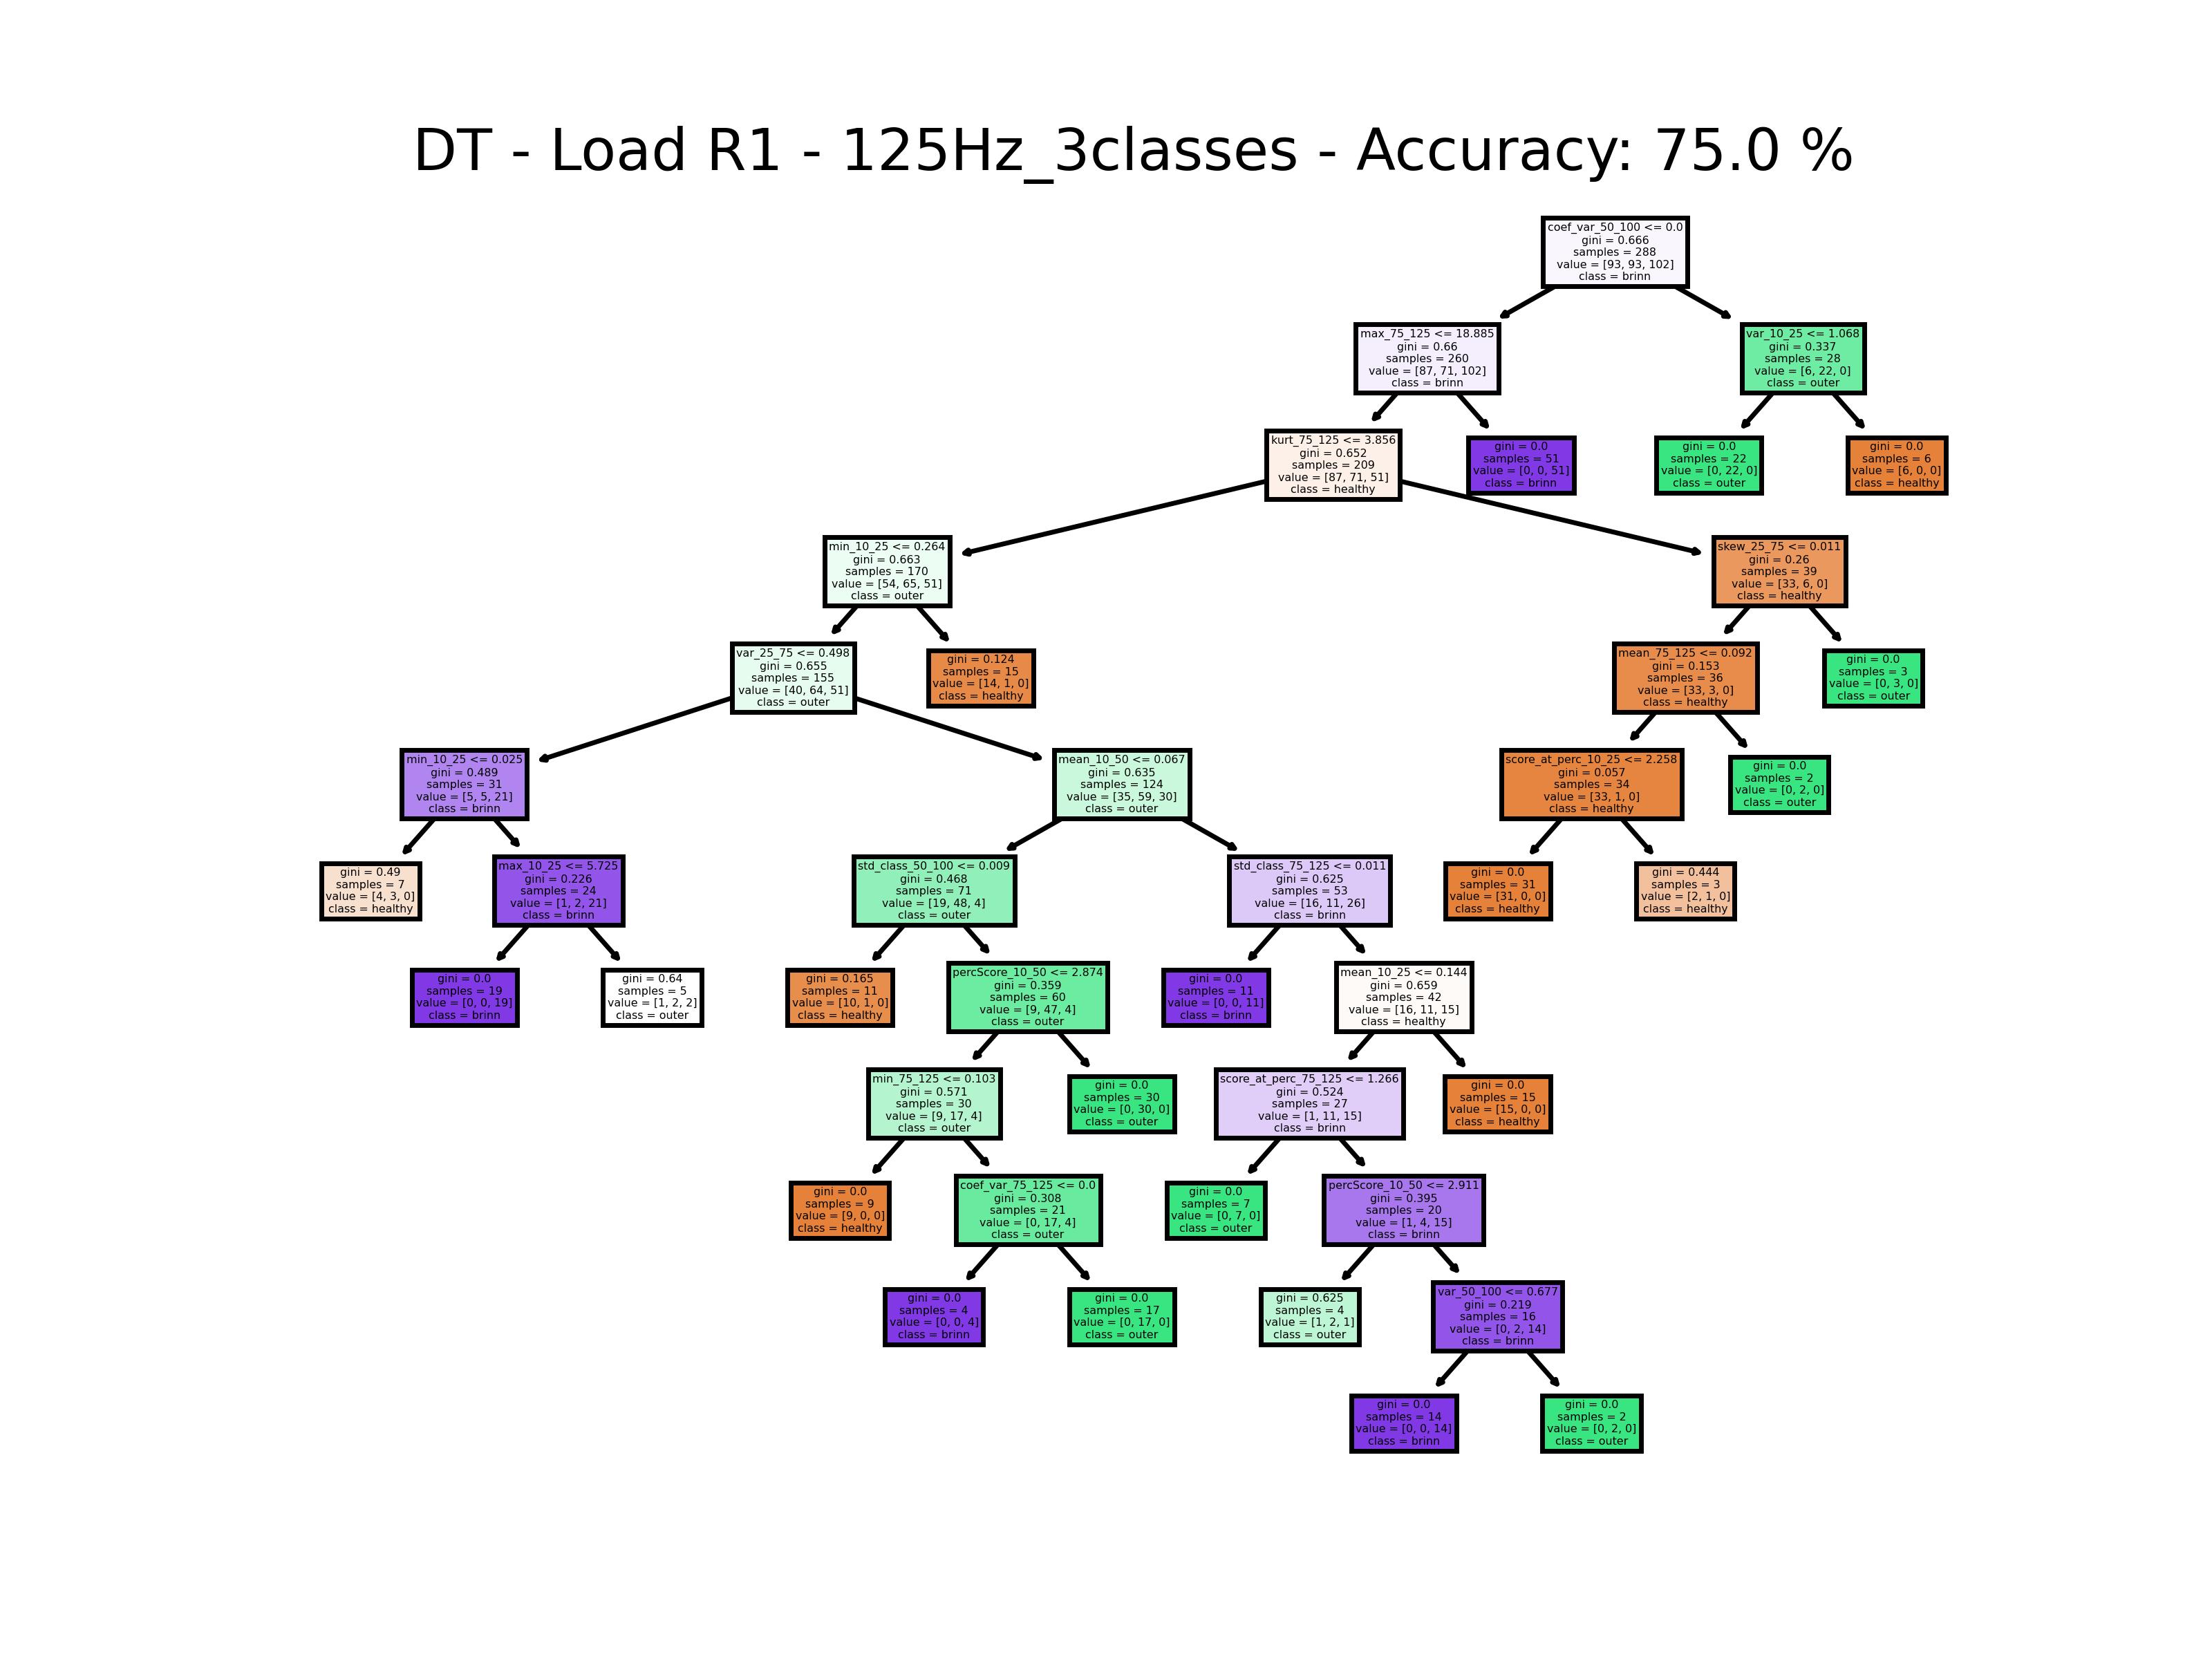 DT - Load R1 - 125Hz_3classes - Accuracy: 75.0 %
coef_var_50_100 <= 0.0
gini = 0.666
samples = 288
value = [93, 93, 102]
class = brinn
max_75_125 <= 18.885
gini = 0.66
samples = 260
value = [87, 71, 102]
class = brinn
var_10_25 <= 1.068
gini = 0.337
samples = 28
value = [6, 22, 0]
class = outer
kurt_75_125 <= 3.856
gini = 0.652
samples = 209
value = [87, 71, 51]
class = healthy
gini = 0.0
samples = 51
value = [0, 0, 51]
class = brinn
gini = 0.0
samples = 22
value = [0, 22, 0]
class = outer
gini = 0.0
samples = 6
value = [6, 0, 0]
class = healthy
min_10_25 <= 0.264
gini = 0.663
samples = 170
value = [54, 65, 51]
class = outer
skew_25_75 <= 0.011
gini = 0.26
samples = 39
value = [33, 6, 0]
class = healthy
var_25_75 <= 0.498
gini = 0.655
samples = 155
value = [40, 64, 51]
class = outer
gini = 0.124
samples = 15
value = [14, 1, 0]
class = healthy
mean_75_125 <= 0.092
gini = 0.153
samples = 36
value = [33, 3, 0]
class = healthy
gini = 0.0
samples = 3
value = [0, 3, 0]
class = outer
min_10_25 <= 0.025
gini = 0.489
samples = 31
value = [5, 5, 21]
class = brinn
mean_10_50 <= 0.067
gini = 0.635
samples = 124
value = [35, 59, 30]
class = outer
score_at_perc_10_25 <= 2.258
gini = 0.057
samples = 34
value = [33, 1, 0]
class = healthy
gini = 0.0
samples = 2
value = [0, 2, 0]
class = outer
gini = 0.49
samples = 7
value = [4, 3, 0]
class = healthy
max_10_25 <= 5.725
gini = 0.226
samples = 24
value = [1, 2, 21]
class = brinn
std_class_50_100 <= 0.009
gini = 0.468
samples = 71
value = [19, 48, 4]
class = outer
std_class_75_125 <= 0.011
gini = 0.625
samples = 53
value = [16, 11, 26]
class = brinn
gini = 0.0
samples = 31
value = [31, 0, 0]
class = healthy
gini = 0.444
samples = 3
value = [2, 1, 0]
class = healthy
gini = 0.0
samples = 19
value = [0, 0, 19]
class = brinn
gini = 0.64
samples = 5
value = [1, 2, 2]
class = outer
gini = 0.165
samples = 11
value = [10, 1, 0]
class = healthy
percScore_10_50 <= 2.874
gini = 0.359
samples = 60
value = [9, 47, 4]
class = outer
gini = 0.0
samples = 11
value = [0, 0, 11]
class = brinn
mean_10_25 <= 0.144
gini = 0.659
samples = 42
value = [16, 11, 15]
class = healthy
min_75_125 <= 0.103
gini = 0.571
samples = 30
value = [9, 17, 4]
class = outer
gini = 0.0
samples = 30
value = [0, 30, 0]
class = outer
score_at_perc_75_125 <= 1.266
gini = 0.524
samples = 27
value = [1, 11, 15]
class = brinn
gini = 0.0
samples = 15
value = [15, 0, 0]
class = healthy
gini = 0.0
samples = 9
value = [9, 0, 0]
class = healthy
coef_var_75_125 <= 0.0
gini = 0.308
samples = 21
value = [0, 17, 4]
class = outer
gini = 0.0
samples = 7
value = [0, 7, 0]
class = outer
percScore_10_50 <= 2.911
gini = 0.395
samples = 20
value = [1, 4, 15]
class = brinn
gini = 0.0
samples = 4
value = [0, 0, 4]
class = brinn
gini = 0.0
samples = 17
value = [0, 17, 0]
class = outer
gini = 0.625
samples = 4
value = [1, 2, 1]
class = outer
var_50_100 <= 0.677
gini = 0.219
samples = 16
value = [0, 2, 14]
class = brinn
gini = 0.0
samples = 14
value = [0, 0, 14]
class = brinn
gini = 0.0
samples = 2
value = [0, 2, 0]
class = outer